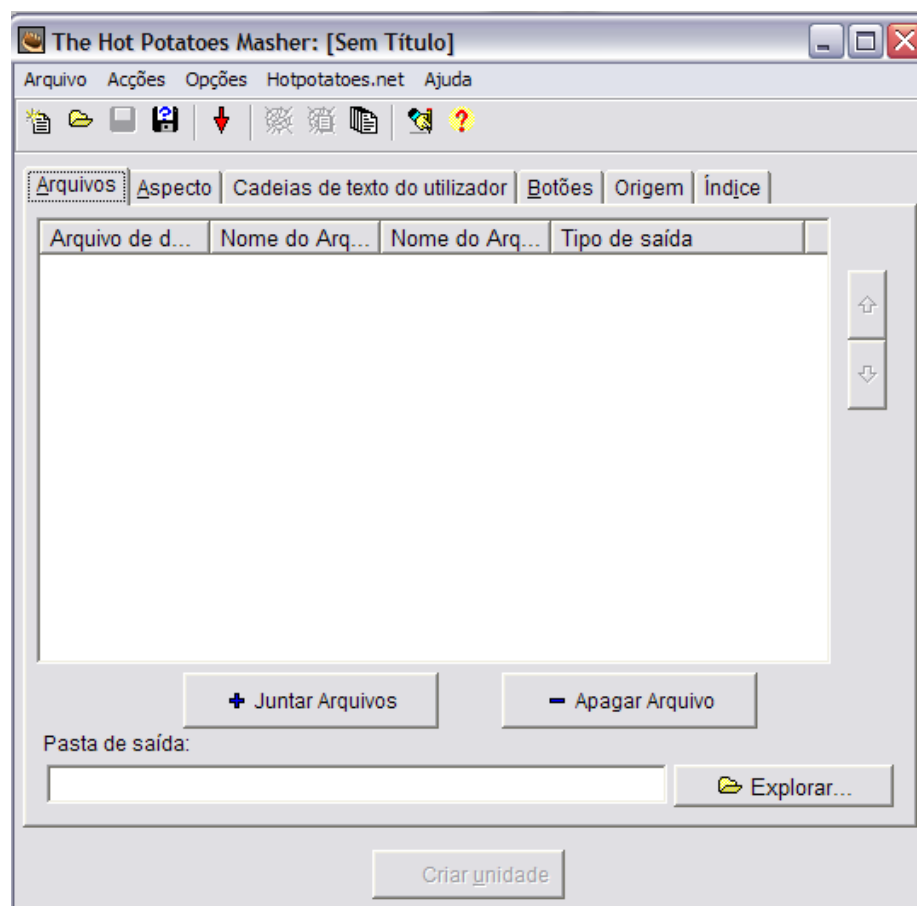 The Hot Potatoes Masher: [Sem Título]
Arquivo Acções Opções Hotpotatoes.net Ajuda
Arquivos Aspecto Cadeias de texto do utilizador Botões Origem Índice
Arquivo de d... Nome do Arq... Nome do Arq... Tipo de saída
+ Juntar Arquivos - Apagar Arquivo
Pasta de saída:
Explorar...
Criar unidade